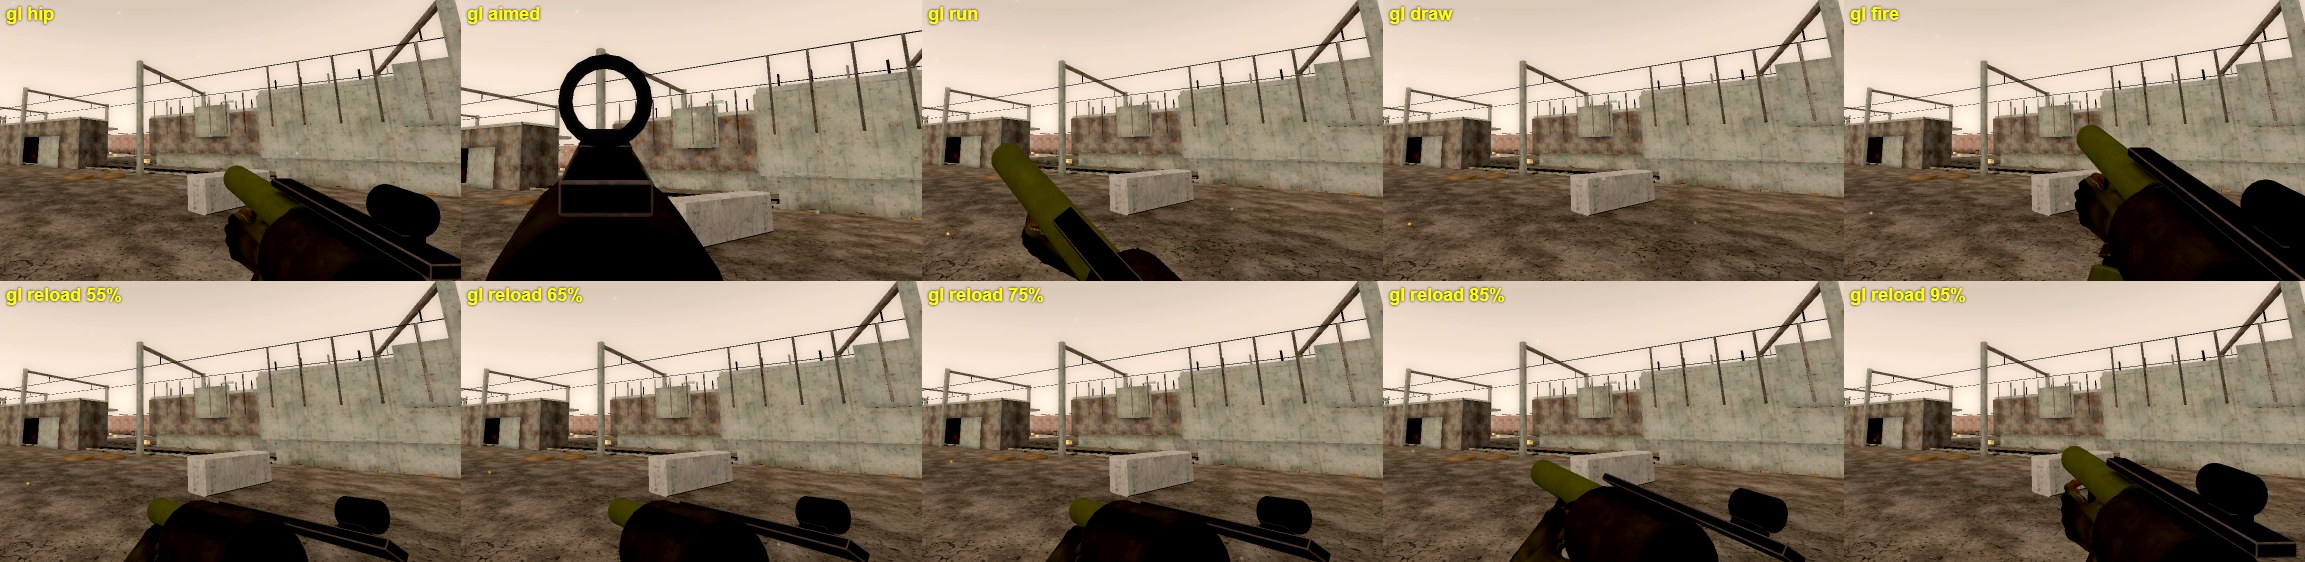 gl hip
gl aimed
gl run
gl draw
gl fire
gl reload 55%
gl reload 65%
gl reload 75%
gl reload 85%
gl reload 95%